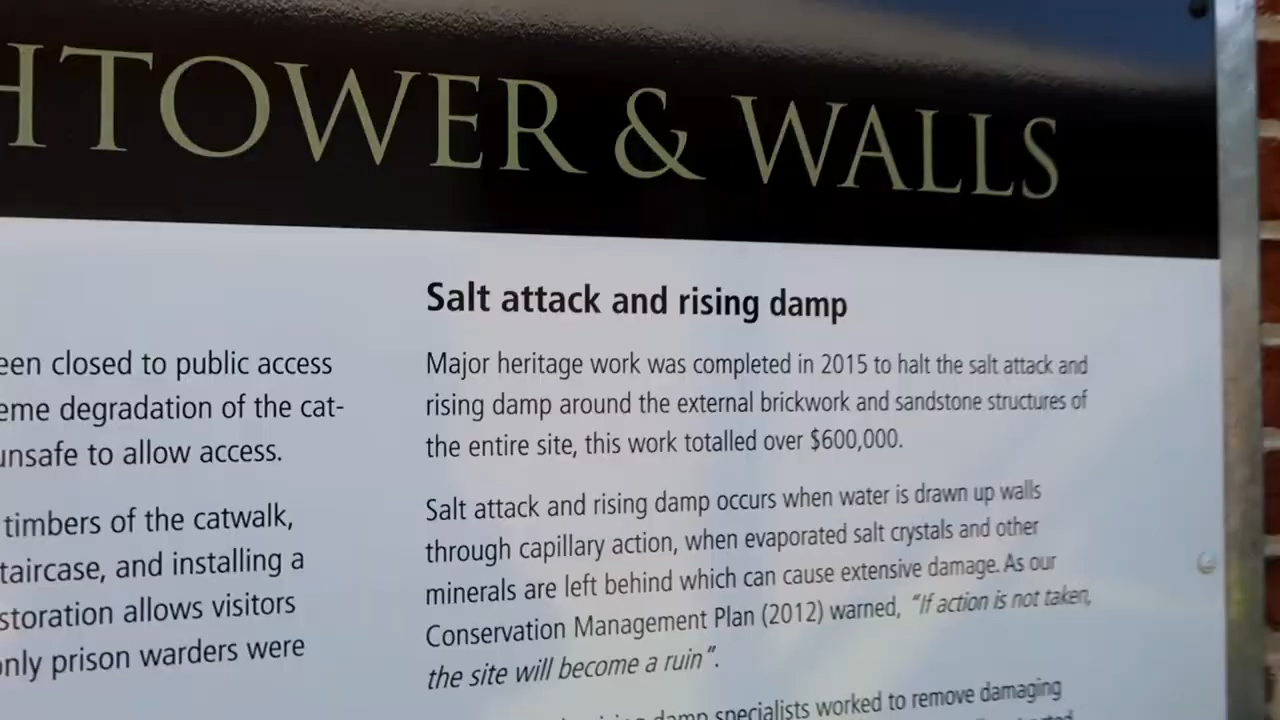 HTOWER & WALLS
een closed to public access
eme degradation of the cat-
unsafe to allow access.
timbers of the catwalk,
taircase, and installing a
storation allows visitors
only prison warders were
Salt attack and rising damp
Major heritage work was completed in 2015 to halt the salt attack and
rising damp around the external brickwork and sandstone structures of
the entire site, this work totalled over $600,000.
Salt attack and rising damp occurs when water is drawn up walls
through capillary action, when evaporated salt crystals and other
minerals are left behind which can cause extensive damage. As our
Conservation Management Plan (2012) warned, "If action is not taken,
the site will become a ruin".
damp specialists worked to remove damaging